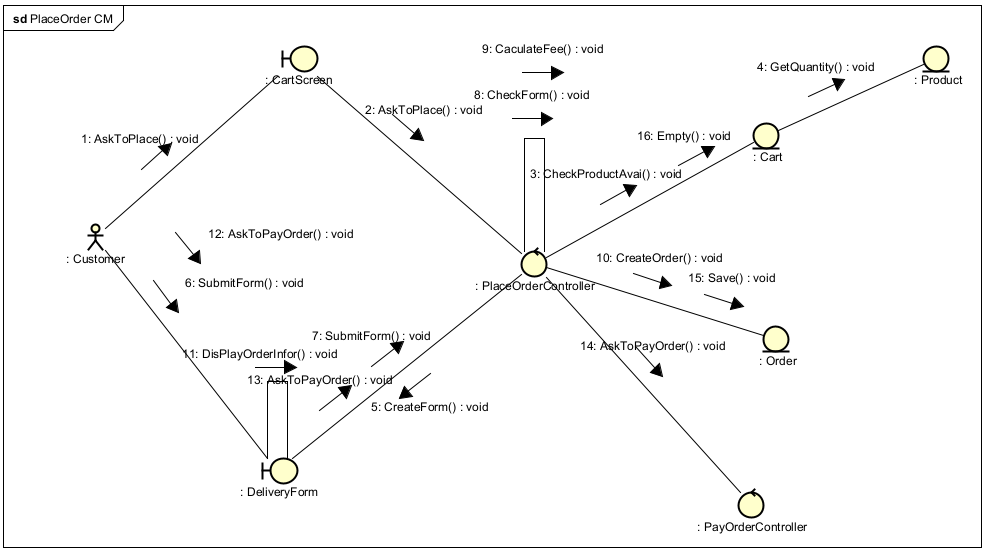 sd PlaceOrder CM
9: CaculateFee() : void
4: GetQuantity() : void
: CartScreen
: Product
8: CheckForm() : void
2: AskToPlace() : void
1: AskToPlace() : void
16: Empty() : void
: Cart
3: CheckProductAvai() : void
12: AskToPayOrder() : void
: Customer
10: CreateOrder() : void
15: Save() : void
6: SubmitForm() : void
: PlaceOrderController
7: SubmitForm() : void
14: AskToPayOrder() : void
11: DisPlayOrderInfor() : void
: Order
13: AskToPayOrder() : void
5: CreateForm() : void
: DeliveryForm
: PayOrderController